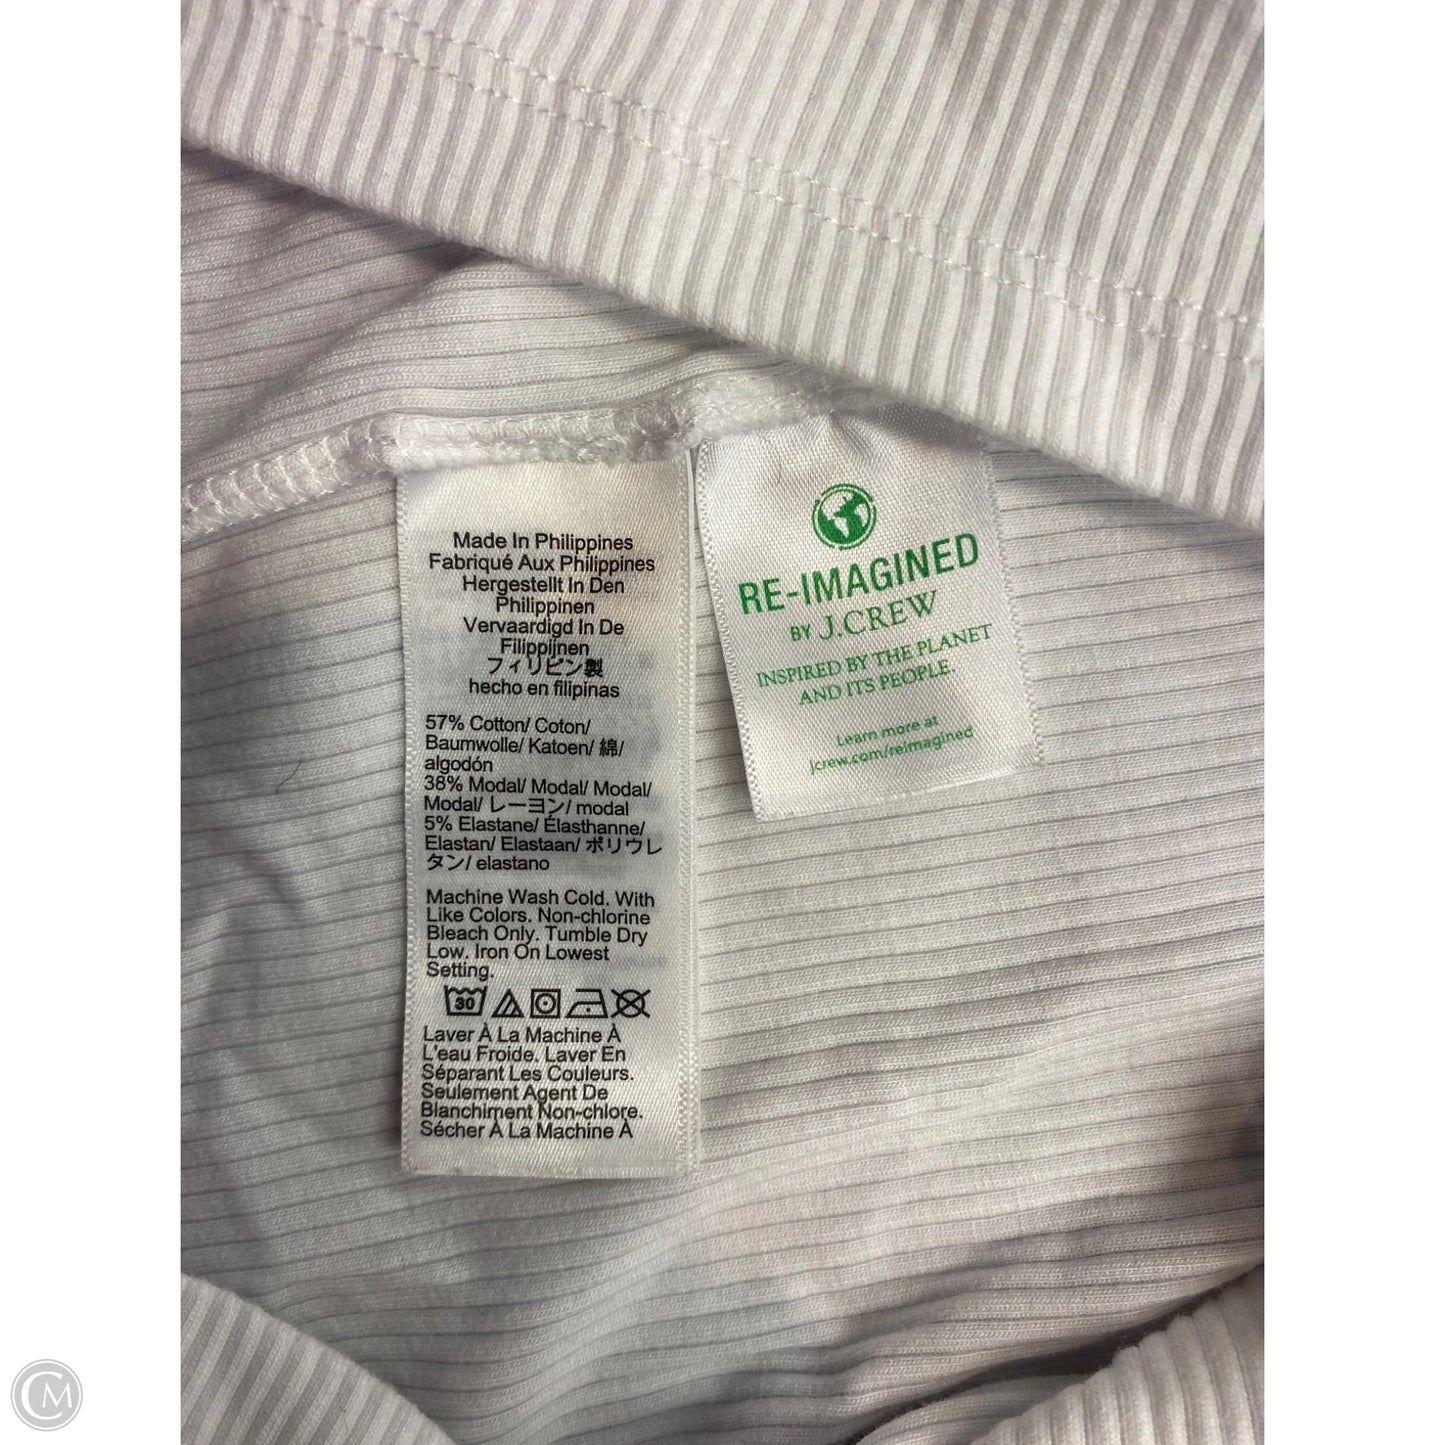 Made In Philippines
Fabriqué Aux Philippines
Hergestellt In Den
Philippinen
Vervaardigd In De
Filippijnen
フィリピン製
hecho en filipinas
57% Cotton/ Coton/
Baumwolle/ Katoen/ 綿/
algodón
38% Modal/ Modal/ Modal/
Modal/ レーヨン/ modal
5% Elastane/ Élasthanne/
Elastan/ Elastaan/ ポリウレ
タン/ elastano
Machine Wash Cold. With
Like Colors. Non-chlorine
Bleach Only. Tumble Dry
Low. Iron On Lowest
Setting.
30
Laver À La Machine À
L'eau Froide. Laver En
Séparant Les Couleurs.
Seulement Agent De
Blanchiment Non-chlore.
Sécher À La Machine À
RE-IMAGINED
BY J.CREW
INSPIRED BY THE PLANET
AND ITS PEOPLE.
Learn more at
jcrew.com/reimagined
CM